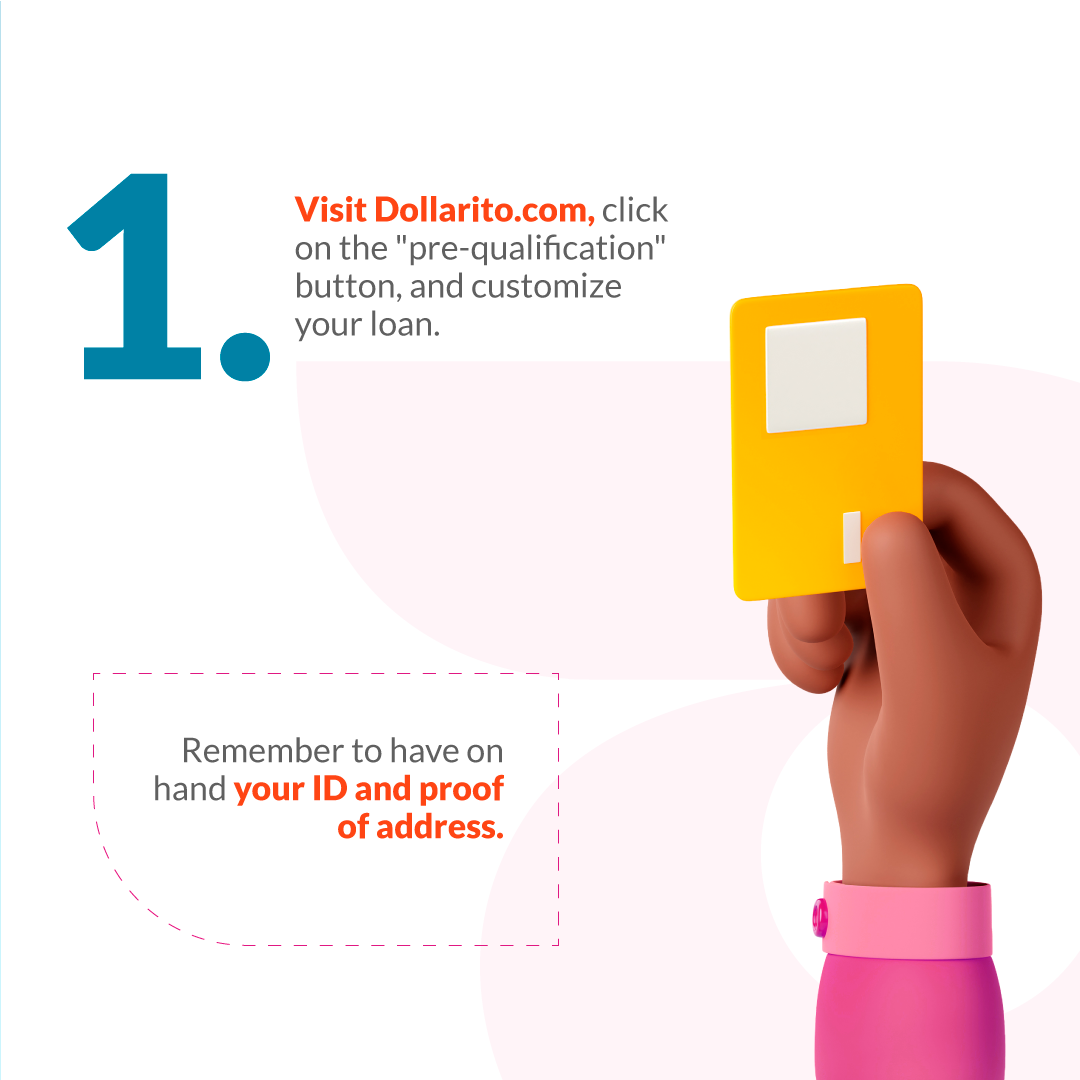 1.
Visit Dollarito.com, click
on the "pre-qualification"
button, and customize
your loan.
Remember to have on
hand your ID and proof
of address.